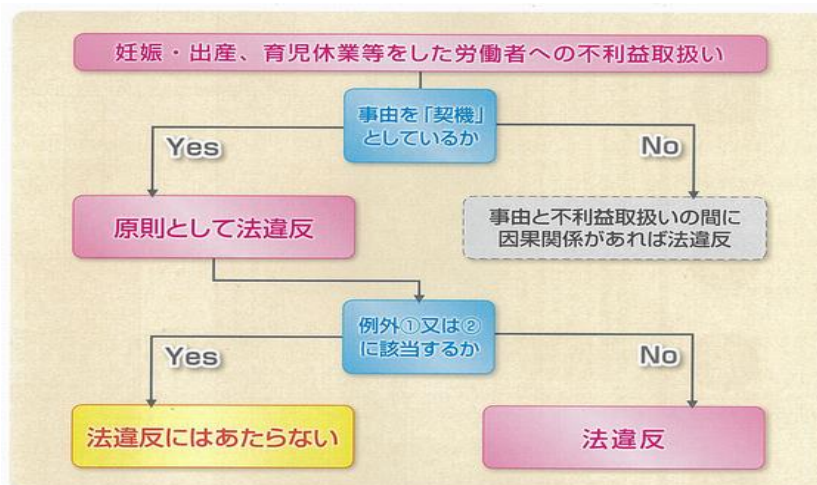 妊娠・出産、育児休業等をした労働者への不利益取扱い
事由を「契機」
としているか
Yes
No
原則として法違反
事由と不利益取扱いの間に
因果関係があれば法違反
例外①又は②
に該当するか
Yes
No
法違反にはあたらない
法違反